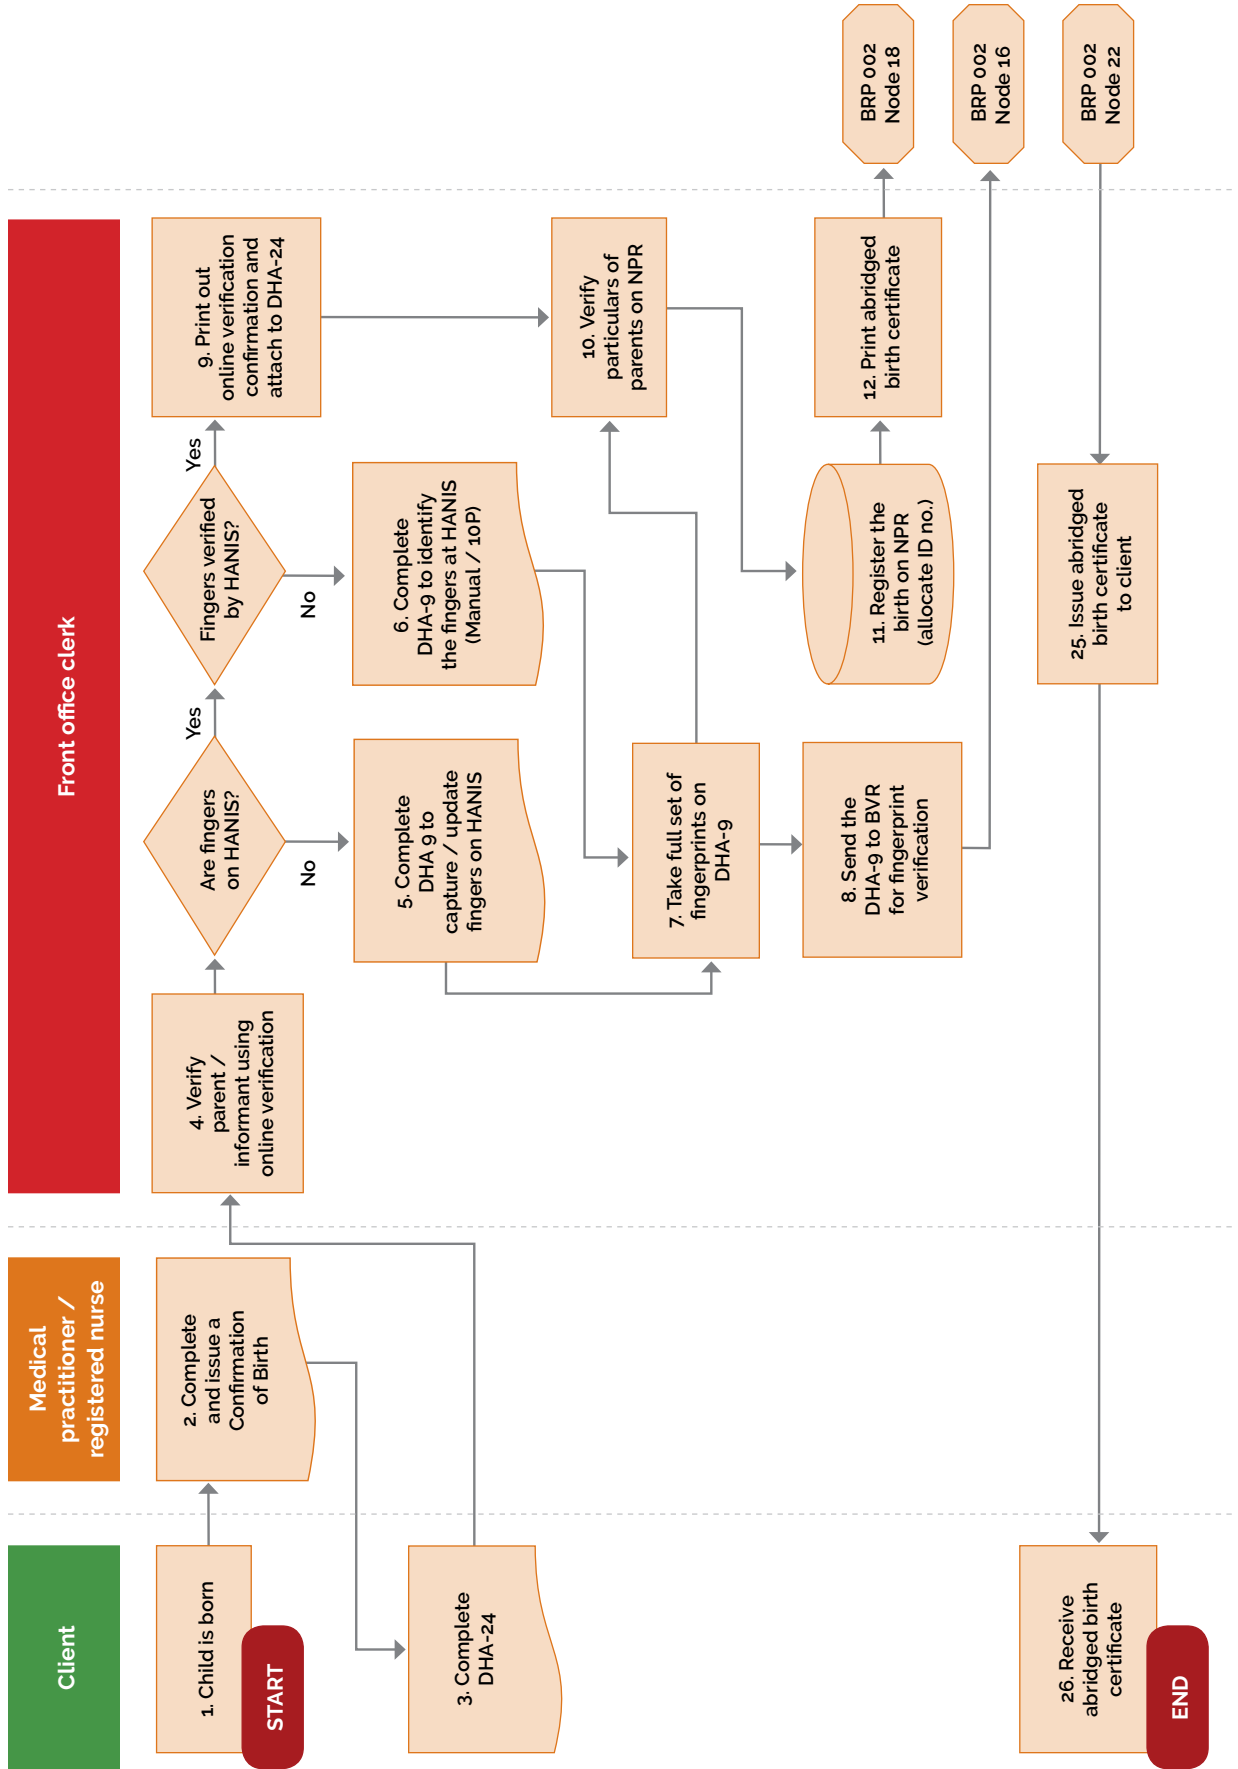 Client
Medical
practitioner /
registered nurse
Front office clerk
1. Child is born
START
2. Complete
and issue a
Confirmation
of Birth
3. Complete
DHA-24
4. Verify
parent /
informant using
online verification
Are fingers
on HANIS?
Yes
No
Fingers verified
by HANIS?
Yes
No
5. Complete
DHA 9 to
capture / update
fingers on HANIS
6. Complete
DHA-9 to identify
the fingers at HANIS
(Manual / 10P)
7. Take full set of
fingerprints on
DHA-9
8. Send the
DHA-9 to BVR
for fingerprint
verification
9. Print out
online verification
confirmation and
attach to DHA-24
10. Verify
particulars of
parents on NPR
11. Register the
birth on NPR
(allocate ID no.)
12. Print abridged
birth certificate
BRP 002
Node 18
BRP 002
Node 16
BRP 002
Node 22
25. Issue abridged
birth certificate
to client
26. Receive
abridged birth
certificate
END